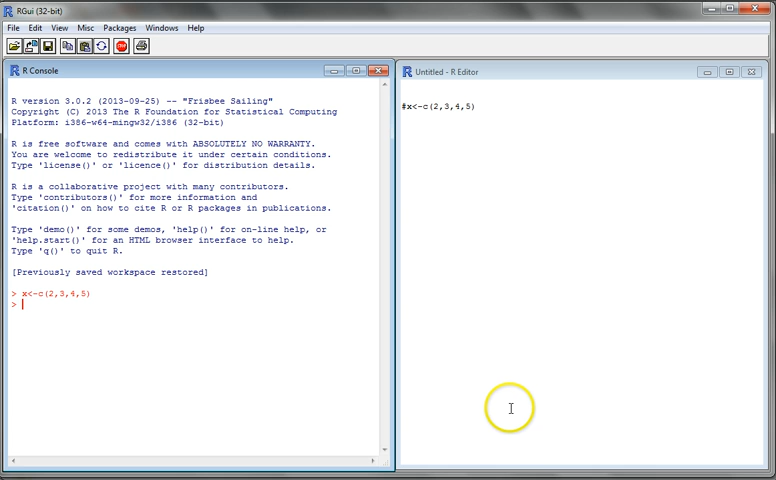 RGui (32-bit)
File Edit View Misc Packages Windows Help
STOP
R Console
R version 3.0.2 (2013-09-25) -- "Frisbee Sailing"
Copyright (C) 2013 The R Foundation for Statistical Computing
Platform: i386-w64-mingw32/i386 (32-bit)
R is free software and comes with ABSOLUTELY NO WARRANTY.
You are welcome to redistribute it under certain conditions.
Type 'license()' or 'licence()' for distribution details.
R is a collaborative project with many contributors.
Type 'contributors()' for more information and
'citation()' on how to cite R or R packages in publications.
Type 'demo()' for some demos, 'help()' for on-line help, or
'help.start()' for an HTML browser interface to help.
Type 'q()' to quit R.
[Previously saved workspace restored]
> x<-c(2,3,4,5)
>
Untitled - R Editor
#x<-c(2,3,4,5)